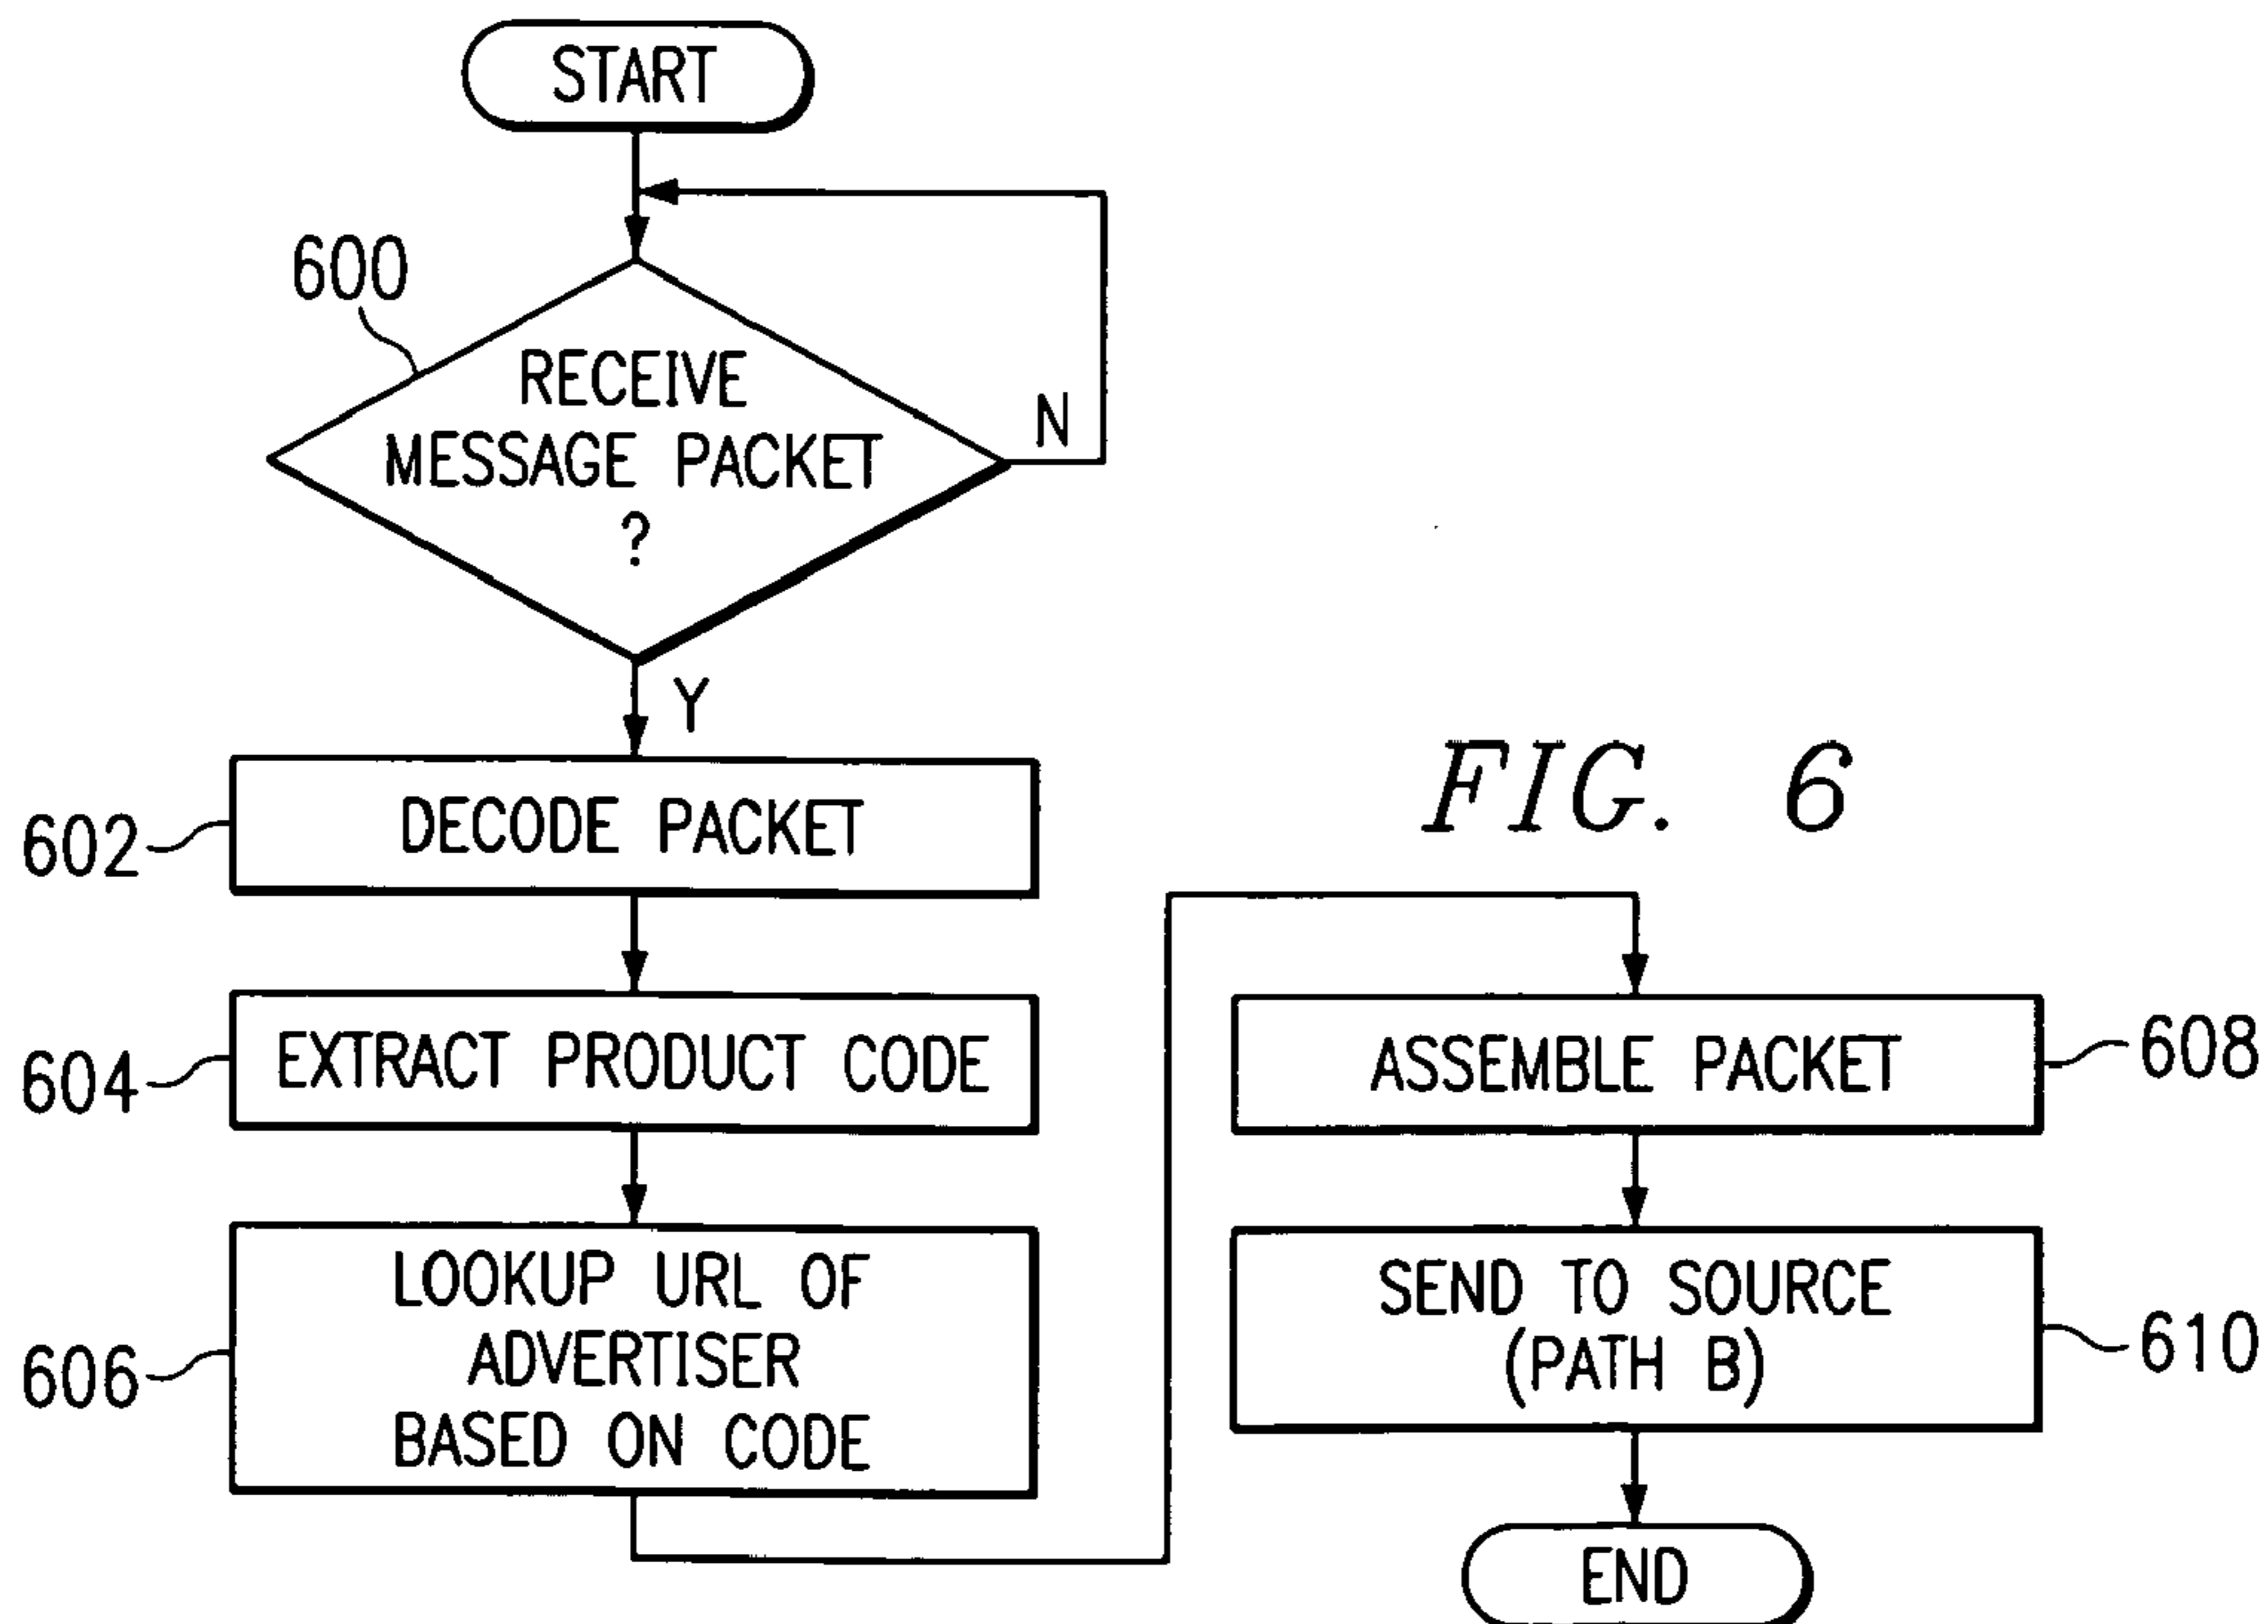 START
600
RECEIVE
MESSAGE PACKET
?
N
Y
602
DECODE PACKET
604
EXTRACT PRODUCT CODE
606
LOOKUP URL OF
ADVERTISER
BASED ON CODE
FIG. 6
ASSEMBLE PACKET
608
SEND TO SOURCE
(PATH B)
610
END